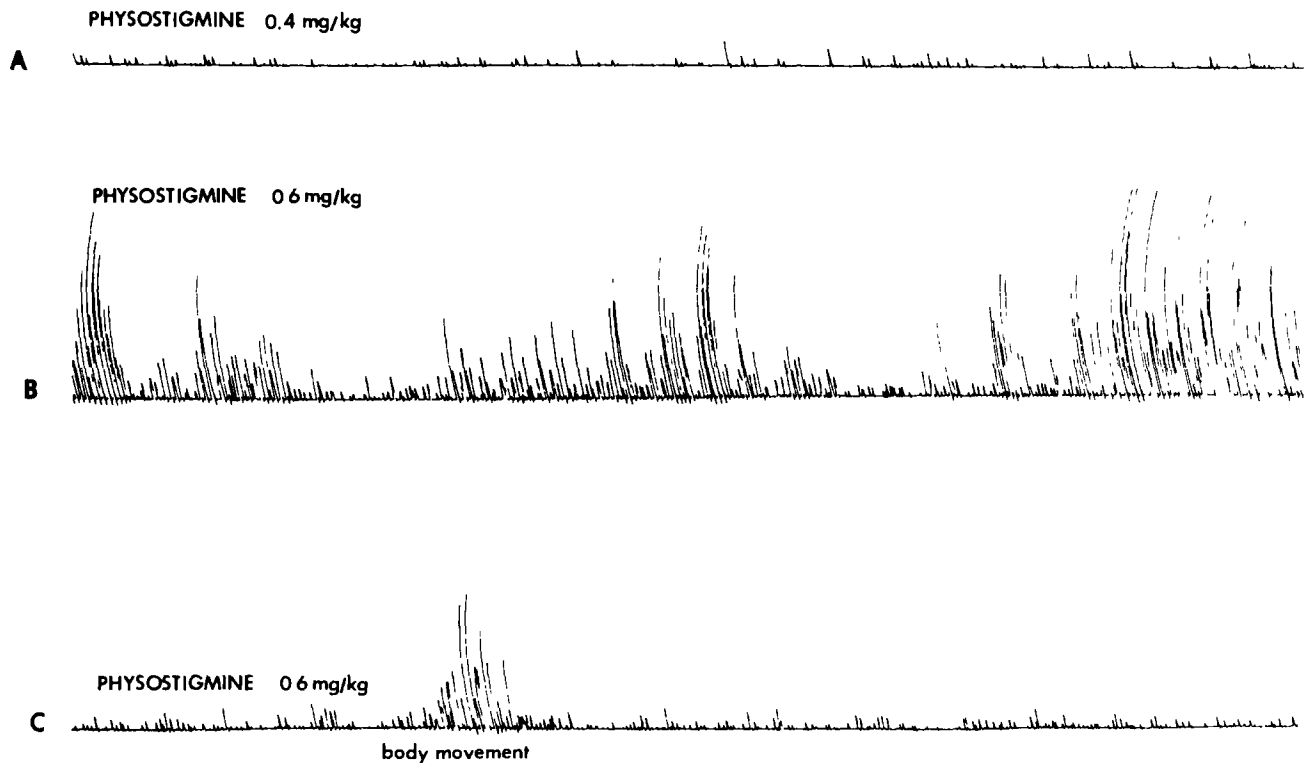 PHYSOSTIGMINE 0.4 mg/kg
A
PHYSOSTIGMINE 0 6 mg/kg
B
PHYSOSTIGMINE 0 6 mg/kg
C
body movement